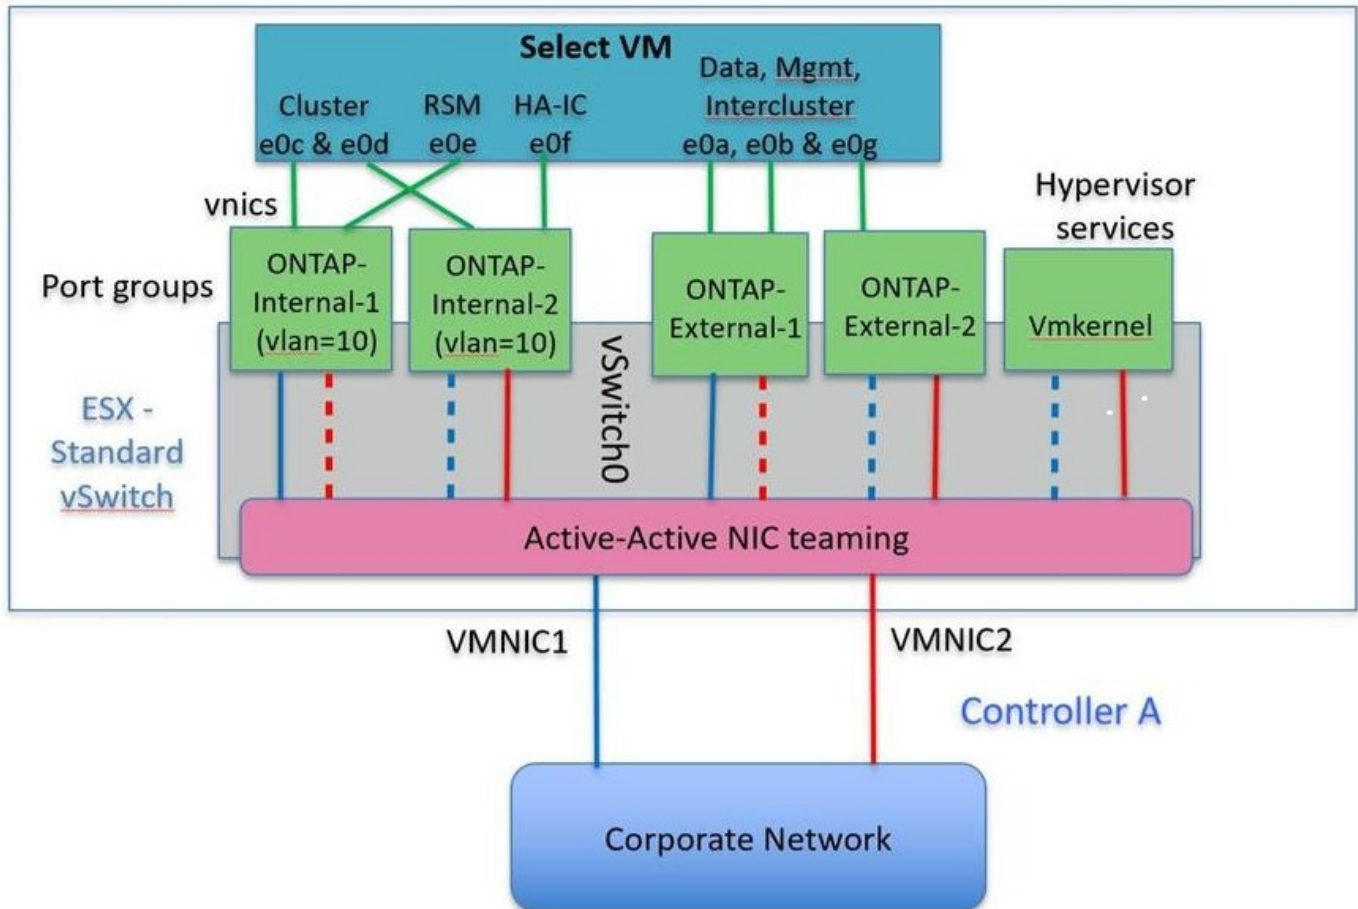 Select VM
Cluster
e0c & e0d
RSM
e0e
HA-IC
e0f
Data, Mgmt,
Intercluster
e0a, e0b & e0g
vnics
Hypervisor
services
Port groups
ONTAP-
Internal-1
(vlan=10)
ONTAP-
Internal-2
(vlan=10)
ONTAP-
External-1
ONTAP-
External-2
Vmkernel
vSwitch0
ESX -
Standard
vSwitch
Active-Active NIC teaming
VMNIC1
VMNIC2
Controller A
Corporate Network